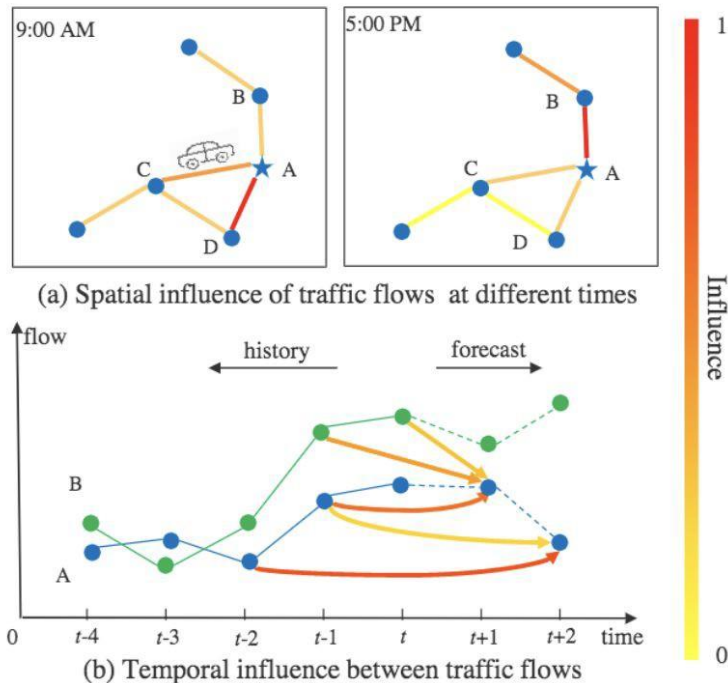 9:00 AM
B
C
A
D
5:00 PM
B
C
A
D
(a) Spatial influence of traffic flows at different times
1
Influence
0
flow
history
forecast
B
A
0
t-4
t-3
t-2
t-1
t
t+1
t+2
time
(b) Temporal influence between traffic flows